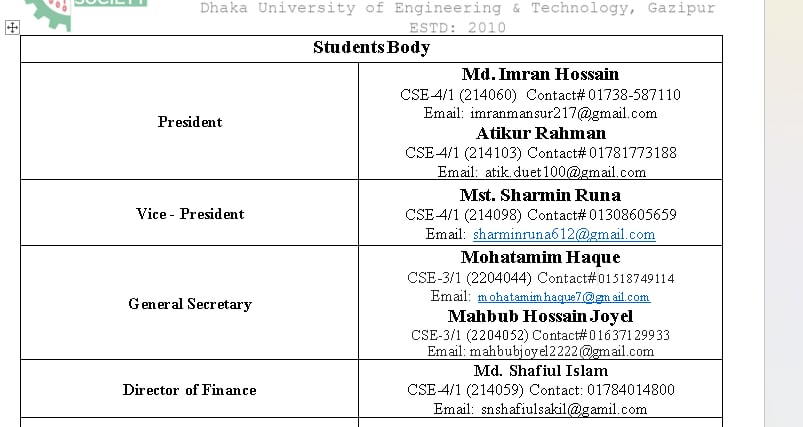 SOCIETY
Dhaka University of Engineering & Technology, Gazipur
ESTD: 2010
Students Body
President
Md. Imran Hossain
CSE-4/1 (214060) Contact# 01738-587110
Email: imranmansur217@gmail.com
Atikur Rahman
CSE-4/1 (214103) Contact# 01781773188
Email: atik.duet100@gmail.com
Vice - President
Mst. Sharmin Runa
CSE-4/1 (214098) Contact# 01308605659
Email: sharminruna612@gmail.com
General Secretary
Mohatamim Haque
CSE-3/1 (2204044) Contact#01518749114
Email: mohatamimhaque7@gmail.com
Mahbub Hossain Joyel
CSE-3/1 (2204052) Contact# 01637129933
Email: mahbubjoyel2222@gmail.com
Director of Finance
Md. Shafiul Islam
CSE-4/1 (214059) Contact: 01784014800
Email: snshafiulsakil@gamil.com